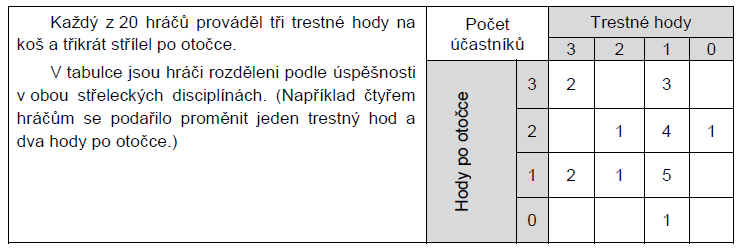 Každý z 20 hráčů prováděl tři trestné hody na
koš a třikrát střílel po otočce.
V tabulce jsou hráči rozděleni podle úspěšnosti
v obou střeleckých disciplínách. (Například čtyřem
hráčům se podařilo proměnit jeden trestný hod a
dva hody po otočce.)
Počet
účastníků
Trestné hody
3 2 1 0
Hody po otočce
3 2 3
2 1 4 1
1 2 1 5
0 1